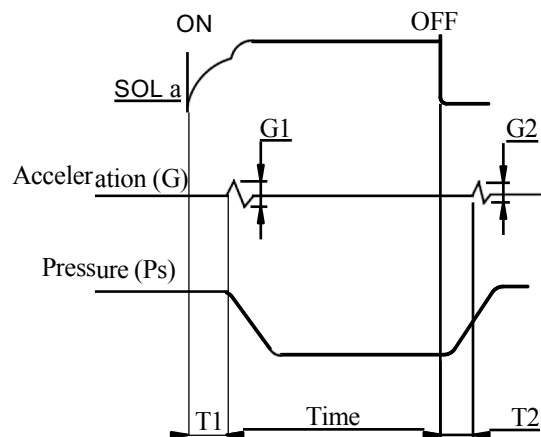 ON
OFF
SOL a
G1
G2
Acceleration (G)
Pressure (Ps)
T1
Time
T2